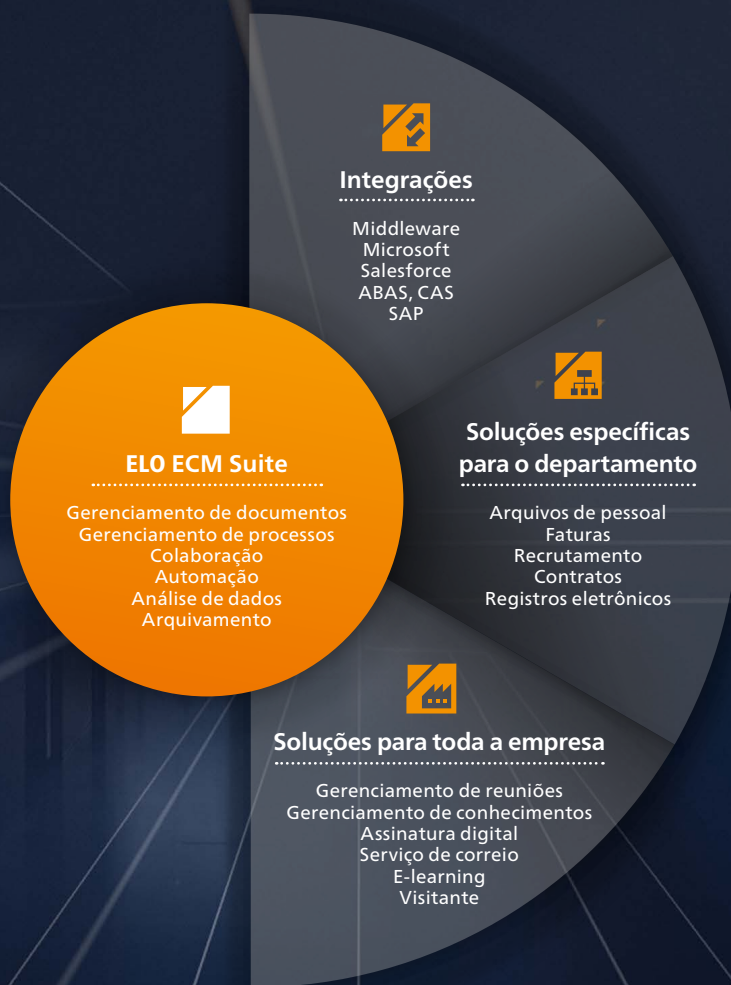 Integrações
Middleware
Microsoft
Salesforce
ABAS, CAS
SAP
ELO ECM Suite
Gerenciamento de documentos
Gerenciamento de processos
Colaboração
Automação
Análise de dados
Arquivamento
Soluções específicas
para o departamento
Arquivos de pessoal
Faturas
Recrutamento
Contratos
Registros eletrônicos
Soluções para toda a empresa
Gerenciamento de reuniões
Gerenciamento de conhecimentos
Assinatura digital
Serviço de correio
E-learning
Visitante